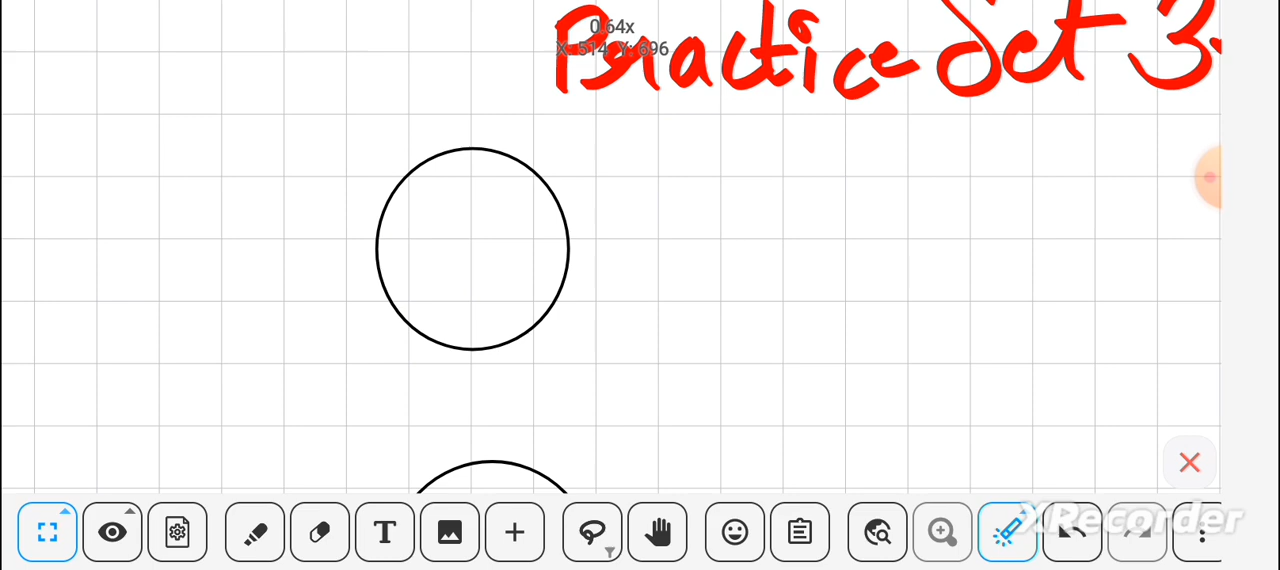 0.64x
X: 514, Y: 696
Practice Set 3.
T
XRecorder